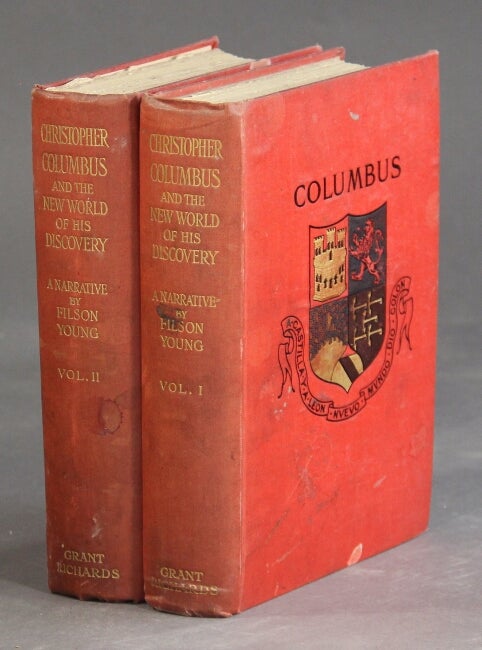 CHRISTOPHER
COLUMBUS
AND THE
NEW WORLD
OF HIS
DISCOVERY
A NARRATIVE
BY
FILSON
YOUNG
VOL. II
GRANT
RICHARDS
CHRISTOPHER
COLUMBUS
AND THE
NEW WORLD
OF HIS
DISCOVERY
A NARRATIVE
BY
FILSON
YOUNG
VOL. I
GRANT
RICHARDS
COLUMBUS
A·CASTILLA·Y·A·LEON·NUEVO·MUNDO·DIO·COLON